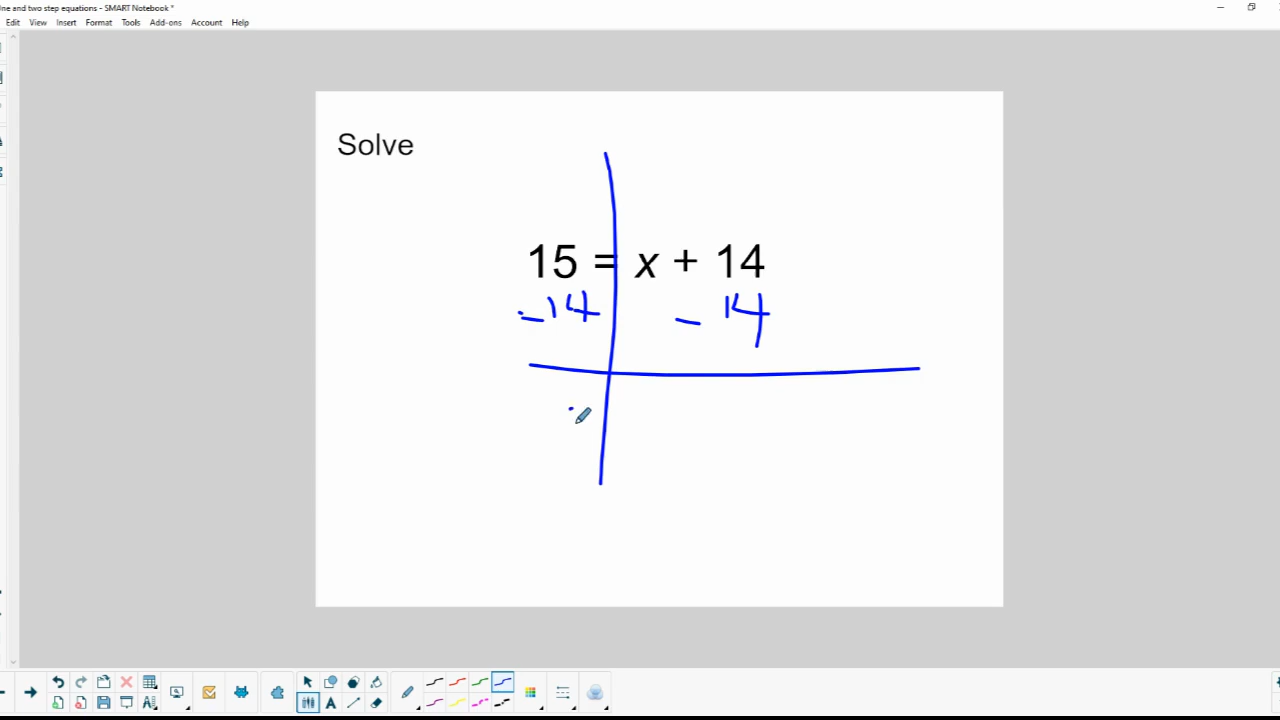 One and two step equations - SMART Notebook *
Edit View Insert Format Tools Add-ons Account Help
Solve
15 = x + 14
-14 - 14